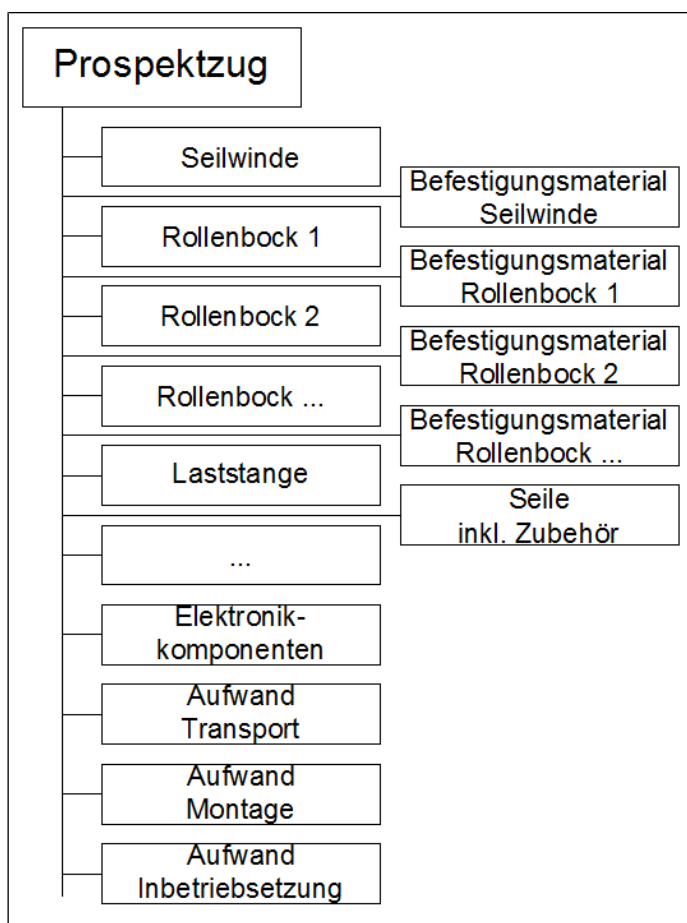 Prospektzug
Seilwinde
Befestigungsmaterial
Seilwinde
Rollenbock 1
Befestigungsmaterial
Rollenbock 1
Rollenbock 2
Befestigungsmaterial
Rollenbock 2
Rollenbock ...
Befestigungsmaterial
Rollenbock ...
Laststange
Seile
inkl. Zubehör
...
Elektronik-
komponenten
Aufwand
Transport
Aufwand
Montage
Aufwand
Inbetriebsetzung